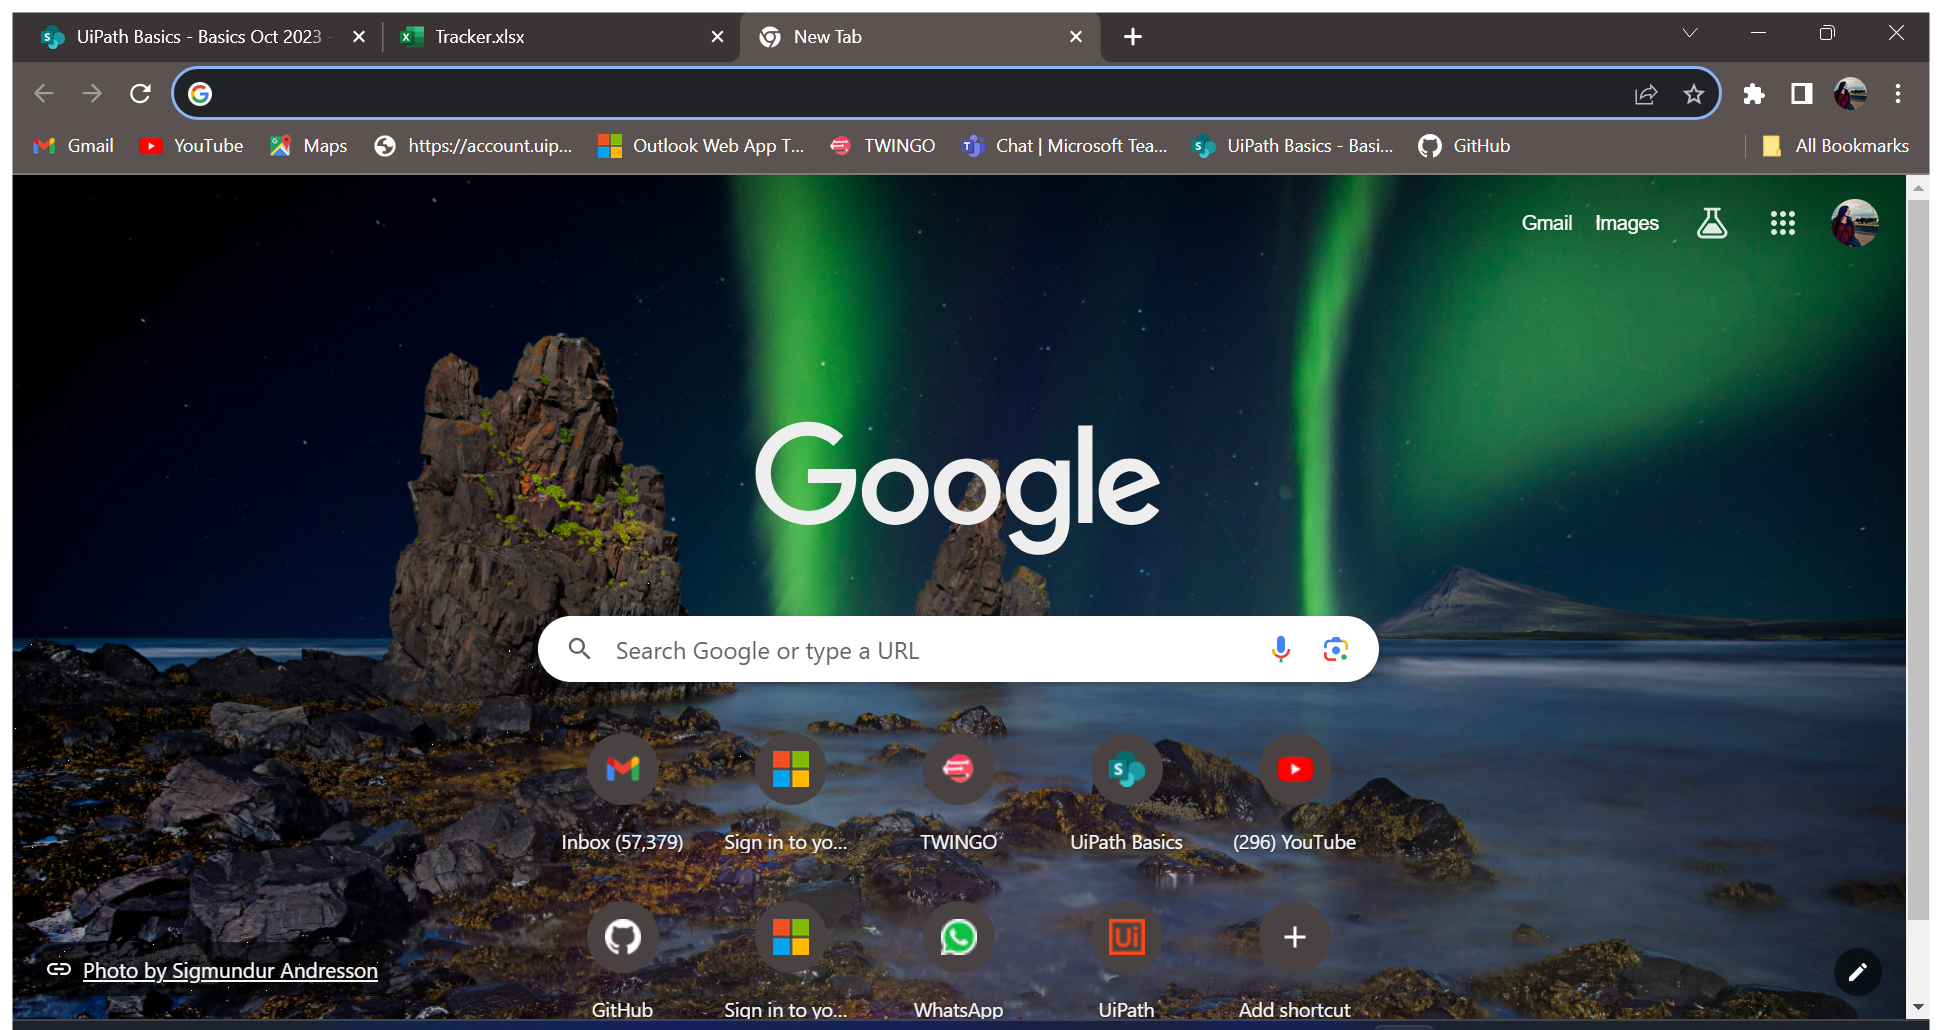 UiPath Basics - Basics Oct 2023 -
Tracker.xlsx
New Tab
Gmail
YouTube
Maps
https://account.uip...
Outlook Web App T...
TWINGO
Chat | Microsoft Tea...
UiPath Basics - Basi...
GitHub
All Bookmarks
Gmail
Images
Google
Search Google or type a URL
Inbox (57,379)
Sign in to yo...
TWINGO
UiPath Basics
(296) YouTube
Ui
Photo by Sigmundur Andresson
GitHub
Sign in to yo...
WhatsApp
UiPath
Add shortcut